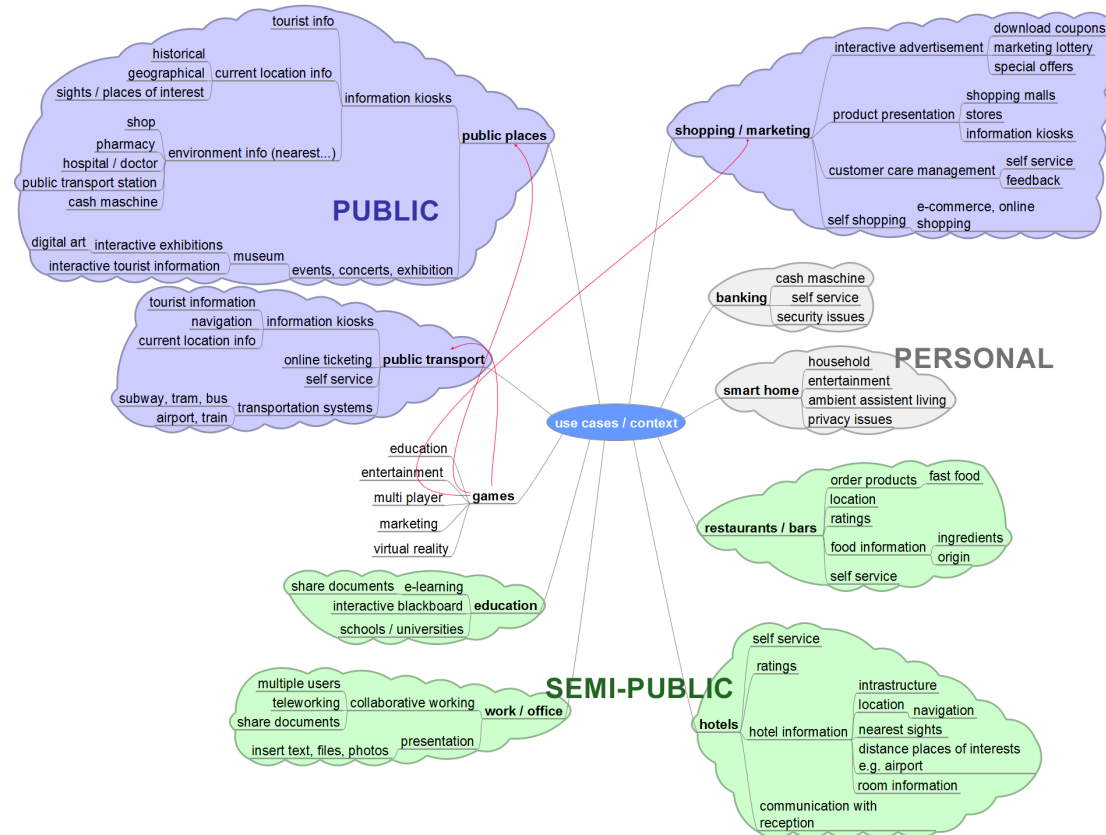 tourist info
historical
geographical
sights / places of interest
current location info
information kiosks
shop
pharmacy
hospital / doctor
public transport station
cash maschine
environment info (nearest...)
public places
PUBLIC
digital art
interactive exhibitions
interactive tourist information
museum
events, concerts, exhibition
tourist information
navigation
current location info
information kiosks
online ticketing
self service
public transport
subway, tram, bus
airport, train
transportation systems
education
entertainment
multi player
marketing
virtual reality
games
share documents
e-learning
interactive blackboard
schools / universities
education
multiple users
teleworking
share documents
collaborative working
insert text, files, photos
presentation
work / office
SEMI-PUBLIC
use cases / context
shopping / marketing
interactive advertisement
download coupons
marketing lottery
special offers
product presentation
shopping malls
stores
information kiosks
customer care management
self service
feedback
self shopping
e-commerce, online
shopping
banking
cash maschine
self service
security issues
PERSONAL
smart home
household
entertainment
ambient assistent living
privacy issues
restaurants / bars
order products
fast food
location
ratings
food information
ingredients
origin
self service
hotels
self service
ratings
hotel information
intrastructure
location
navigation
nearest sights
distance places of interests
e.g. airport
room information
communication with
reception